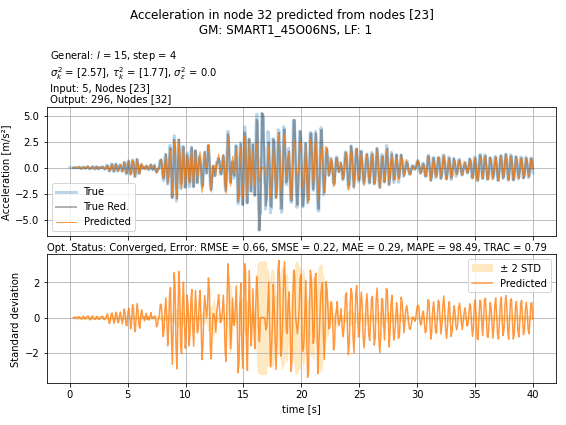 Acceleration in node 32 predicted from nodes [23]
GM: SMART1_45O06NS, LF: 1
General: l = 15, step = 4
σ²ₖ = [2.57], τ²ₖ = [1.77], σ²ε = 0.0
Input: 5, Nodes [23]
Output: 296, Nodes [32]
Acceleration [m/s²]
5.0
2.5
0.0
−2.5
−5.0
True
True Red.
Predicted
Opt. Status: Converged, Error: RMSE = 0.66, SMSE = 0.22, MAE = 0.29, MAPE = 98.49, TRAC = 0.79
Standard deviation
2
0
−2
± 2 STD
Predicted
0 5 10 15 20 25 30 35 40
time [s]